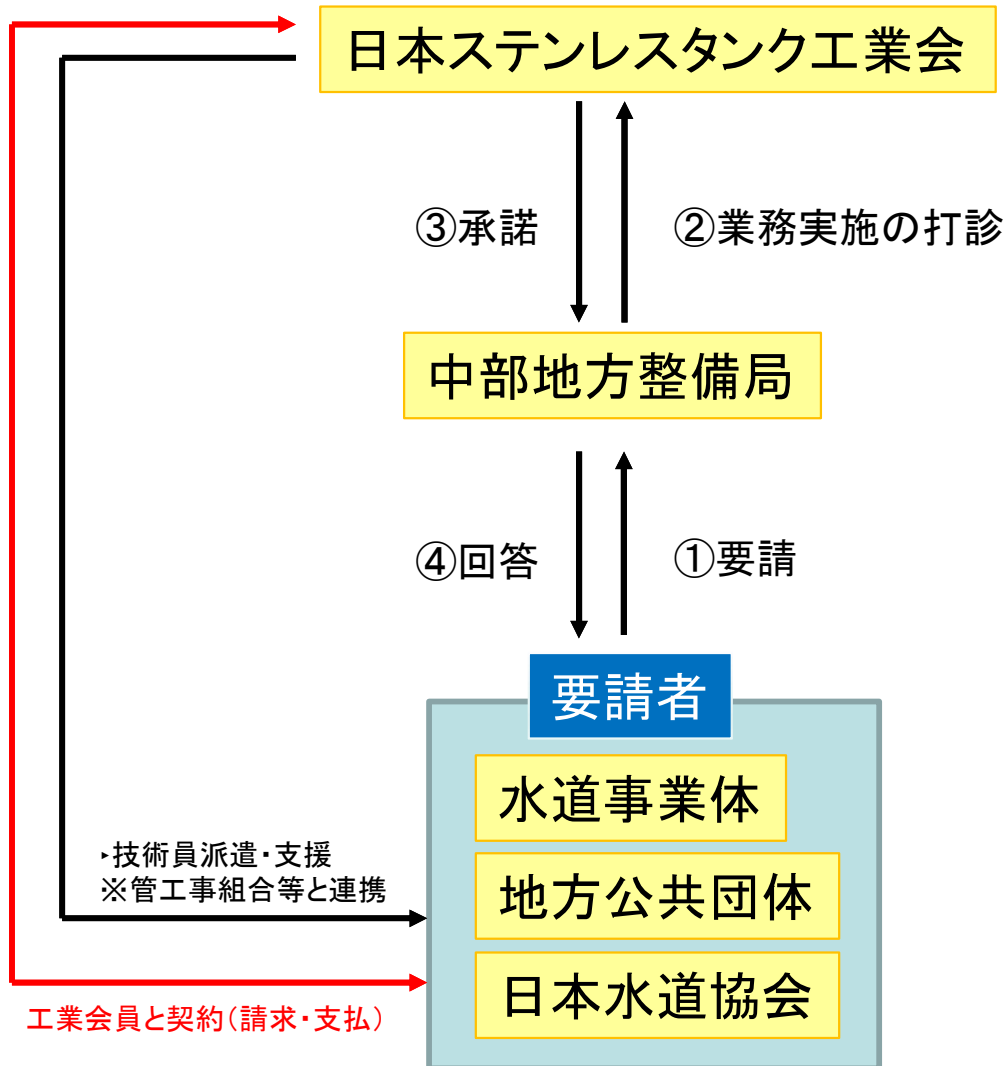 日本ステンレスタンク工業会
③承諾
②業務実施の打診
中部地方整備局
④回答
①要請
要請者
水道事業体
地方公共団体
日本水道協会
・技術員派遣・支援
※管工事組合等と連携
工業会員と契約(請求・支払)